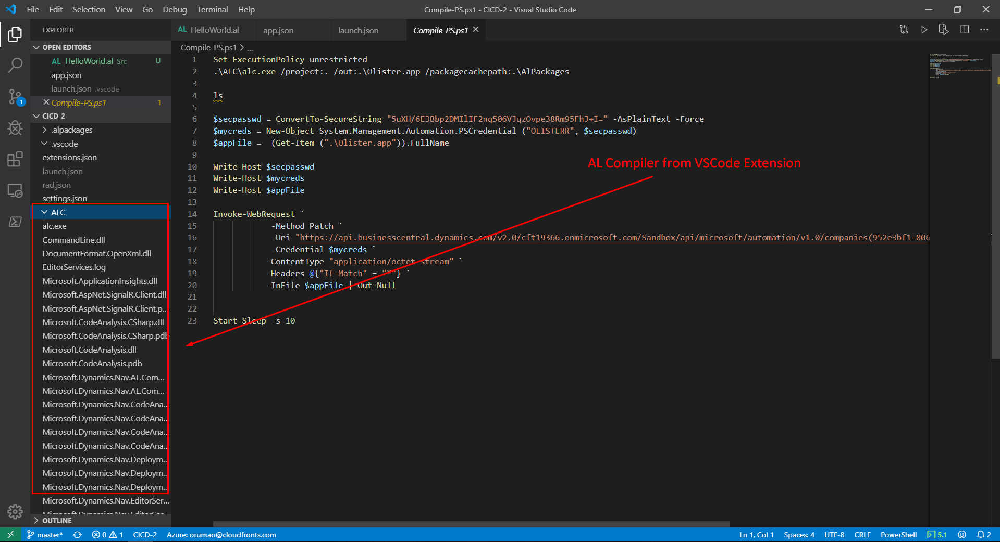 File Edit Selection View Go Debug Terminal Help
Compile-PS.ps1 - CICD-2 - Visual Studio Code
EXPLORER
OPEN EDITORS
AL HelloWorld.al Src U
app.json
launch.json .vscode
Compile-PS.ps1 1
CICD-2
.alpackages
.vscode
extensions.json
launch.json
rad.json
settings.json
ALC
alc.exe
CommandLine.dll
DocumentFormat.OpenXml.dll
EditorServices.log
Microsoft.ApplicationInsights.dll
Microsoft.AspNet.SignalR.Client.dll
Microsoft.AspNet.SignalR.Client.p...
Microsoft.CodeAnalysis.CSharp.dll
Microsoft.CodeAnalysis.CSharp.pdb
Microsoft.CodeAnalysis.dll
Microsoft.CodeAnalysis.pdb
Microsoft.Dynamics.Nav.AL.Com...
Microsoft.Dynamics.Nav.AL.Com...
Microsoft.Dynamics.Nav.CodeAna...
Microsoft.Dynamics.Nav.CodeAna...
Microsoft.Dynamics.Nav.CodeAna...
Microsoft.Dynamics.Nav.CodeAna...
Microsoft.Dynamics.Nav.Deploym...
Microsoft.Dynamics.Nav.Deploym...
Microsoft.Dynamics.Nav.Deploym...
Microsoft.Dynamics.Nav.EditorSer...
Microsoft.Dynamics.Nav.EditorSer...
OUTLINE
1
AL HelloWorld.al app.json launch.json Compile-PS.ps1
Compile-PS.ps1 > ...
1 Set-ExecutionPolicy unrestricted
2 .\ALC\alc.exe /project:. /out:.\Olister.app /packagecachepath:.\AlPackages
3
4 ls
5
6 $secpasswd = ConvertTo-SecureString "5uXH/6E3Bbp2DMIlIF2nq506VJqzOvpe38Rm95FhJ+I=" -AsPlainText -Force
7 $mycreds = New-Object System.Management.Automation.PSCredential ("OLISTERR", $secpasswd)
8 $appFile =  (Get-Item (".\Olister.app")).FullName
9
10 Write-Host $secpasswd
11 Write-Host $mycreds
12 Write-Host $appFile
13
14 Invoke-WebRequest `
15 -Method Patch `
16 -Uri "https://api.businesscentral.dynamics.com/v2.0/cft19366.onmicrosoft.com/Sandbox/api/microsoft/automation/v1.0/companies(952e3bf1-806
17 -Credential $mycreds `
18 -ContentType "application/octet-stream" `
19 -Headers @{"If-Match" = "*"} `
20 -InFile $appFile | Out-Null
21
22
23 Start-Sleep -s 10
AL Compiler from VSCode Extension
master* 0 1 CICD-2 Azure: orumao@cloudfronts.com
Ln 1, Col 1 Spaces: 4 UTF-8 CRLF PowerShell 5.1 2